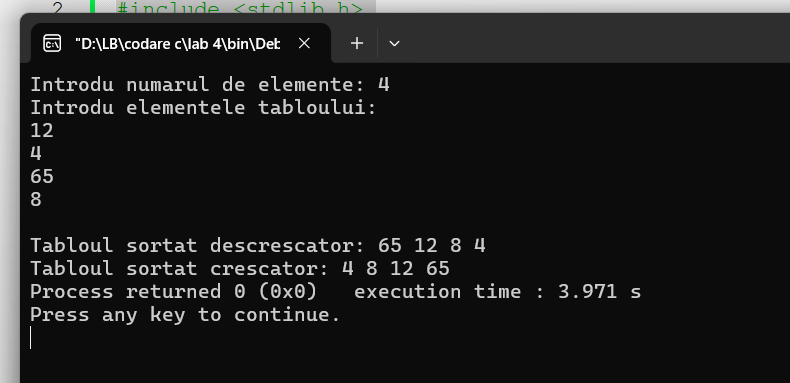 2 #include <stdlib.h>
"D:\LB\codare c\lab 4\bin\Deb
Introdu numarul de elemente: 4
Introdu elementele tabloului:
12
4
65
8
Tabloul sortat descrescator: 65 12 8 4
Tabloul sortat crescator: 4 8 12 65
Process returned 0 (0x0)   execution time : 3.971 s
Press any key to continue.